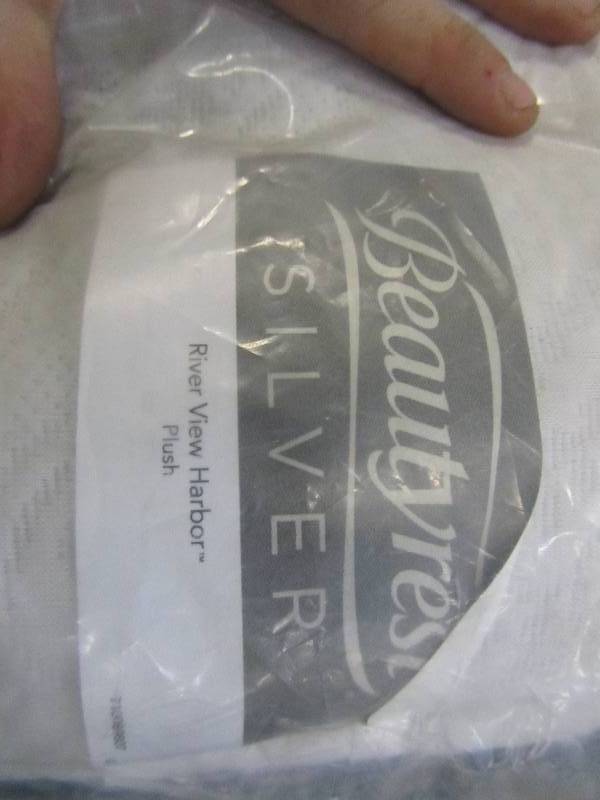 Beautyrest
SILVER
River View Harbor™
Plush